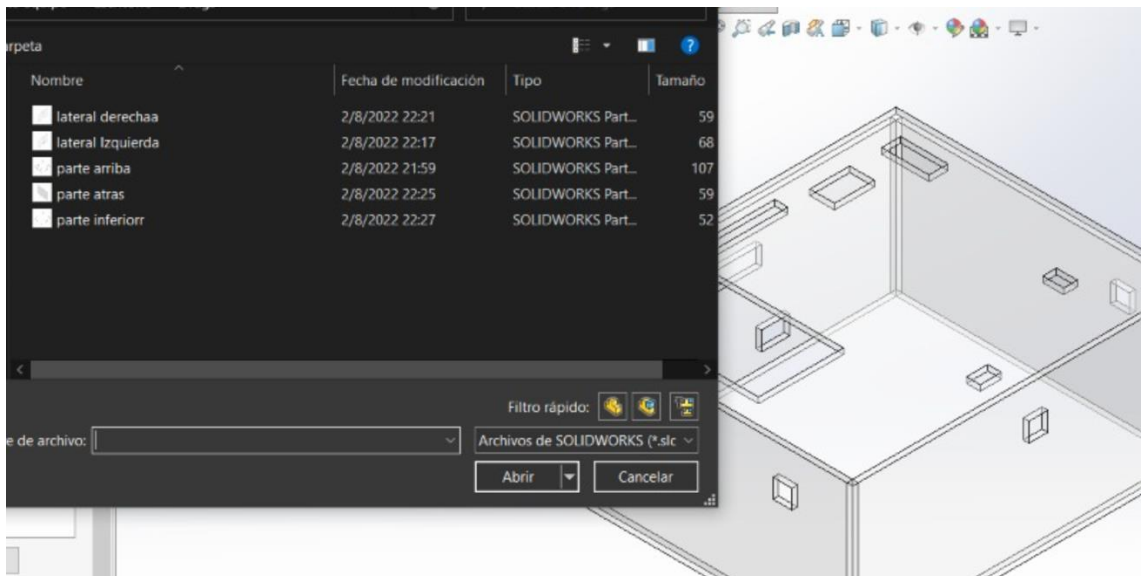 Nombre Fecha de modificación Tipo Tamaño
lateral derechaa 2/8/2022 22:21 SOLIDWORKS Part... 59
lateral Izquierda 2/8/2022 22:17 SOLIDWORKS Part... 68
parte arriba 2/8/2022 21:59 SOLIDWORKS Part... 107
parte atras 2/8/2022 22:25 SOLIDWORKS Part... 59
parte inferiorr 2/8/2022 22:27 SOLIDWORKS Part... 52
Filtro rápido:
e de archivo: Archivos de SOLIDWORKS (*.slc
Abrir Cancelar